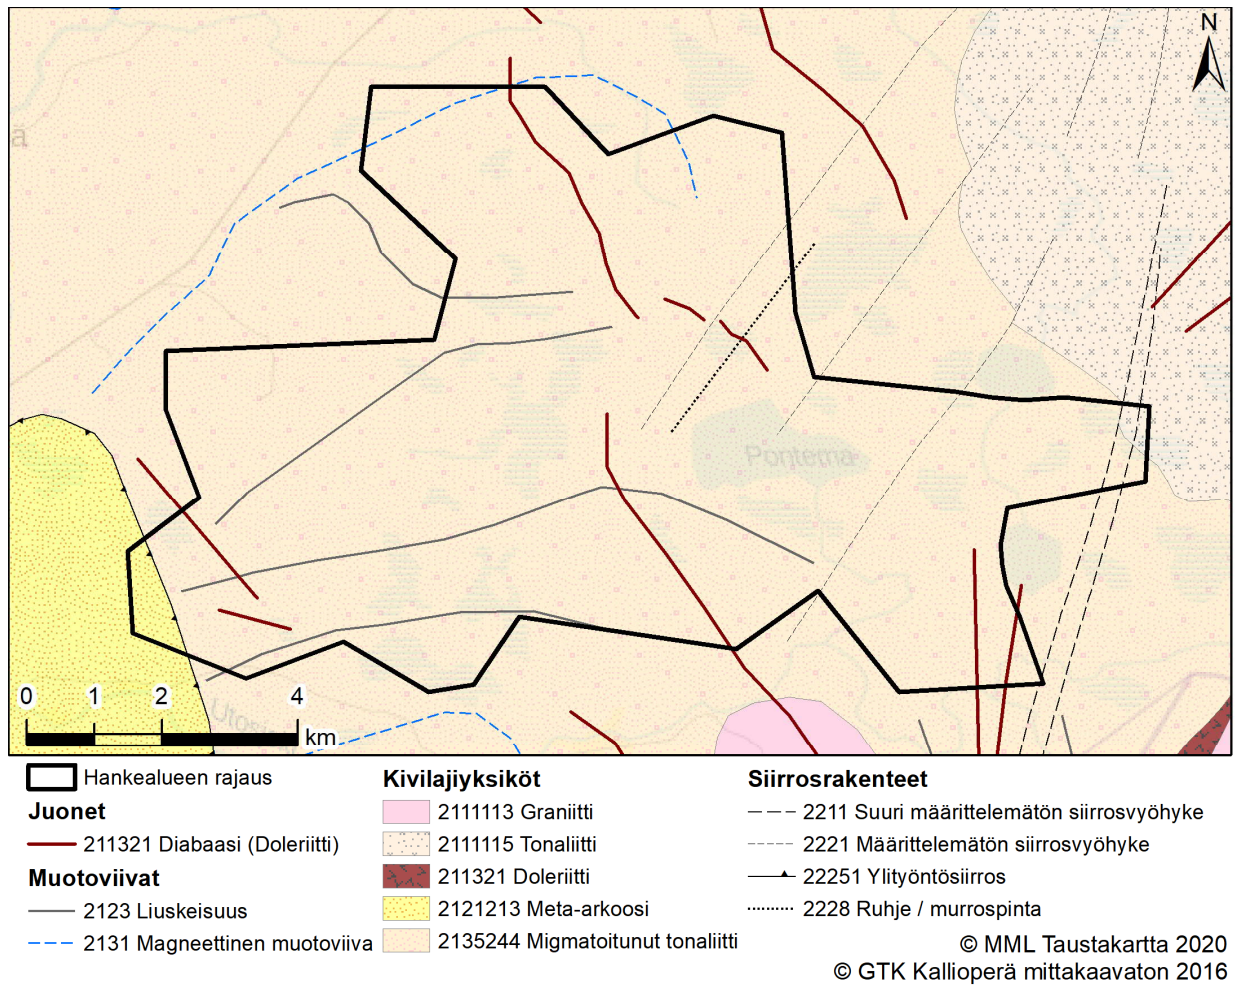 N
ä
Pontema
Utos
0 1 2 4
km
Hankealueen rajaus
Juonet
211321 Diabaasi (Doleriitti)
Muotoviivat
2123 Liuskeisuus
2131 Magneettinen muotoviiva
Kivilajiyksiköt
2111113 Graniitti
2111115 Tonaliitti
211321 Doleriitti
2121213 Meta-arkoosi
2135244 Migmatoitunut tonaliitti
Siirrosrakenteet
2211 Suuri määrittelemätön siirrosvyöhyke
2221 Määrittelemätön siirrosvyöhyke
22251 Ylityöntösiirros
2228 Ruhje / murrospinta
© MML Taustakartta 2020
© GTK Kallioperä mittakaavaton 2016